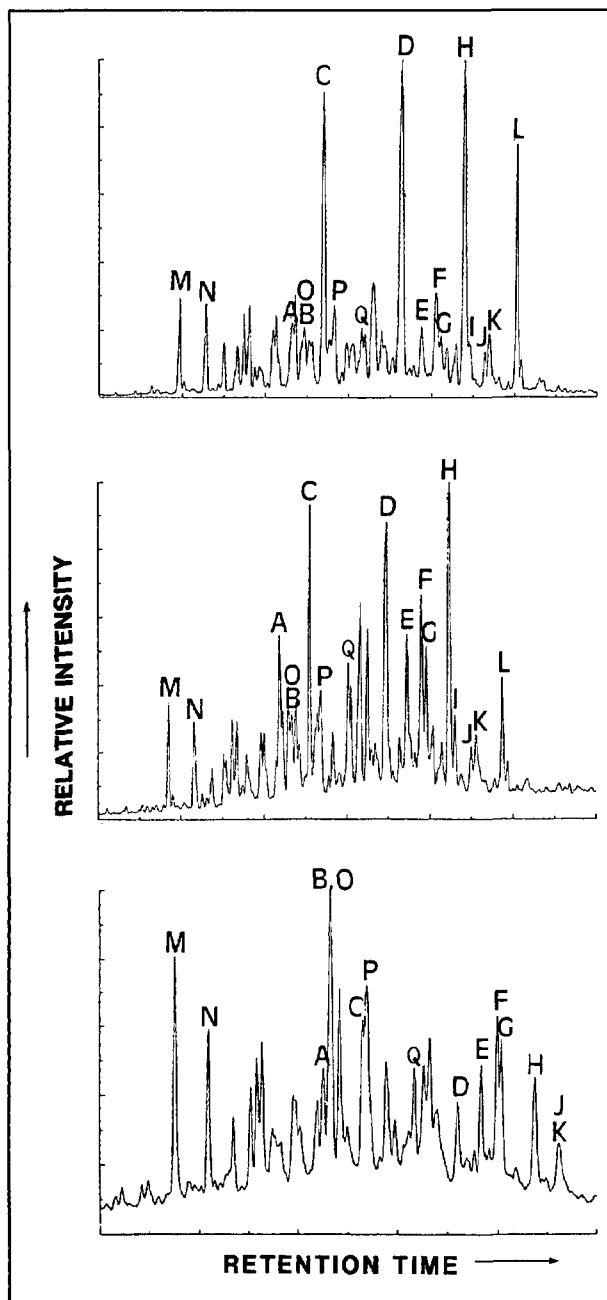 D H
C
L
M N A O B P Q E F G I J K
RELATIVE INTENSITY
C H
D
A F
E
M N O B P Q G L
I
J K
B,O
M
P
N C F G
A Q E H
D J
K
RETENTION TIME